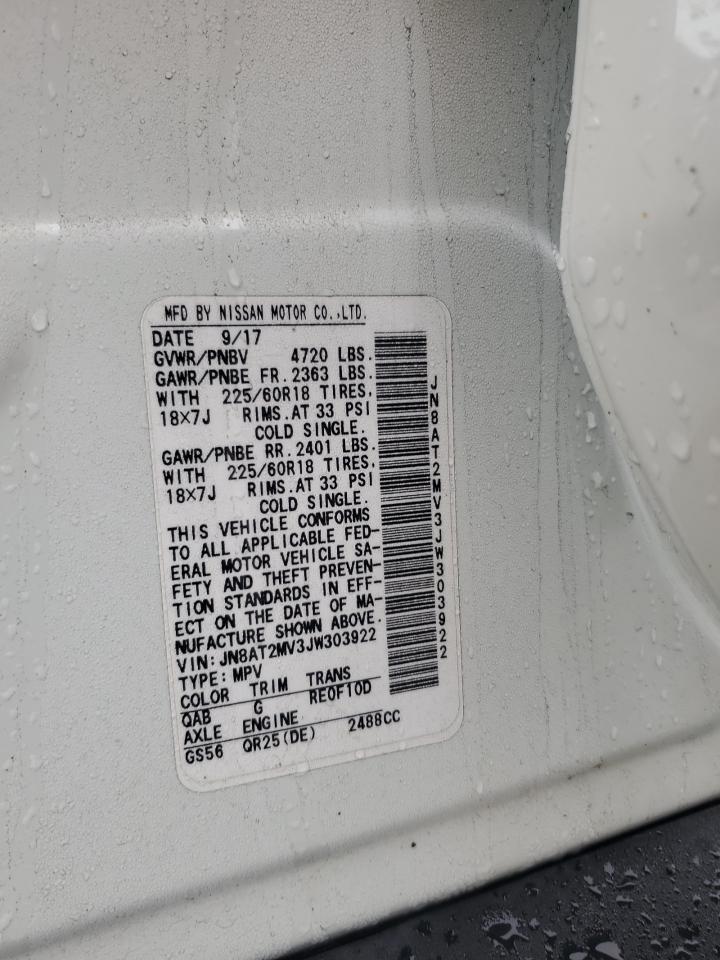 MFD BY NISSAN MOTOR CO.,LTD.
DATE 9/17
GVWR/PNBV 4720 LBS.
GAWR/PNBE FR. 2363 LBS.
WITH 225/60R18 TIRES,
18×7J RIMS. AT 33 PSI
COLD SINGLE.
GAWR/PNBE RR. 2401 LBS.
WITH 225/60R18 TIRES,
18×7J RIMS. AT 33 PSI
COLD SINGLE.
THIS VEHICLE CONFORMS
TO ALL APPLICABLE FED-
ERAL MOTOR VEHICLE SA-
FETY AND THEFT PREVEN-
TION STANDARDS IN EFF-
ECT ON THE DATE OF MA-
NUFACTURE SHOWN ABOVE.
VIN: JN8AT2MV3JW303922
TYPE: MPV
COLOR TRIM TRANS
QAB G RE0F10D
AXLE ENGINE
GS56 QR25(DE) 2488CC
JN8AT2MV3JW303922